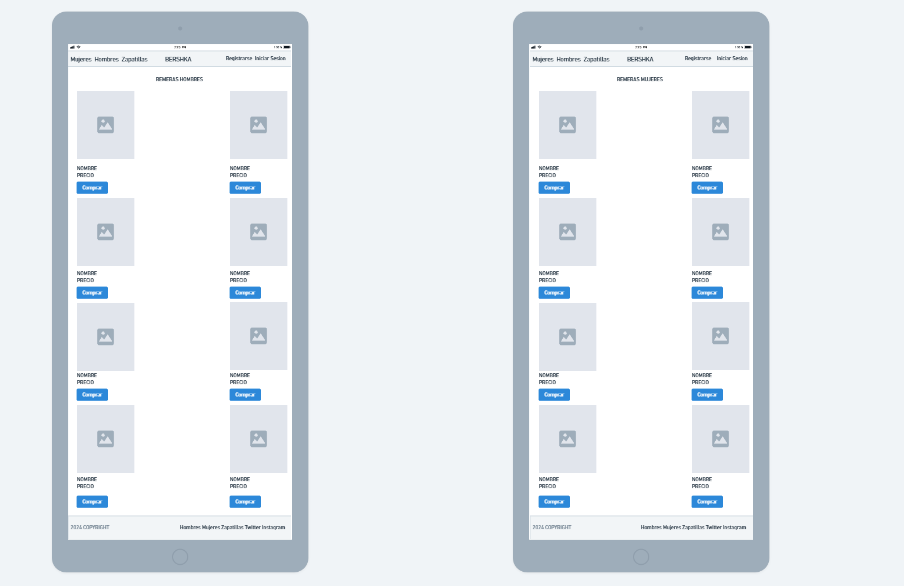 Mujeres Hombres Zapatillas BERSHKA Registrarse Iniciar Sesion
REMERAS HOMBRES
NOMBRE NOMBRE
PRECIO PRECIO
Comprar Comprar
NOMBRE NOMBRE
PRECIO PRECIO
Comprar Comprar
NOMBRE NOMBRE
PRECIO PRECIO
Comprar Comprar
NOMBRE NOMBRE
PRECIO PRECIO
Comprar Comprar
2024 COPYRIGHT Hombres Mujeres Zapatillas Twitter Instagram
Mujeres Hombres Zapatillas BERSHKA Registrarse Iniciar Sesion
REMERAS MUJERES
NOMBRE NOMBRE
PRECIO PRECIO
Comprar Comprar
NOMBRE NOMBRE
PRECIO PRECIO
Comprar Comprar
NOMBRE NOMBRE
PRECIO PRECIO
Comprar Comprar
NOMBRE NOMBRE
PRECIO PRECIO
Comprar Comprar
2024 COPYRIGHT Hombres Mujeres Zapatillas Twitter Instagram